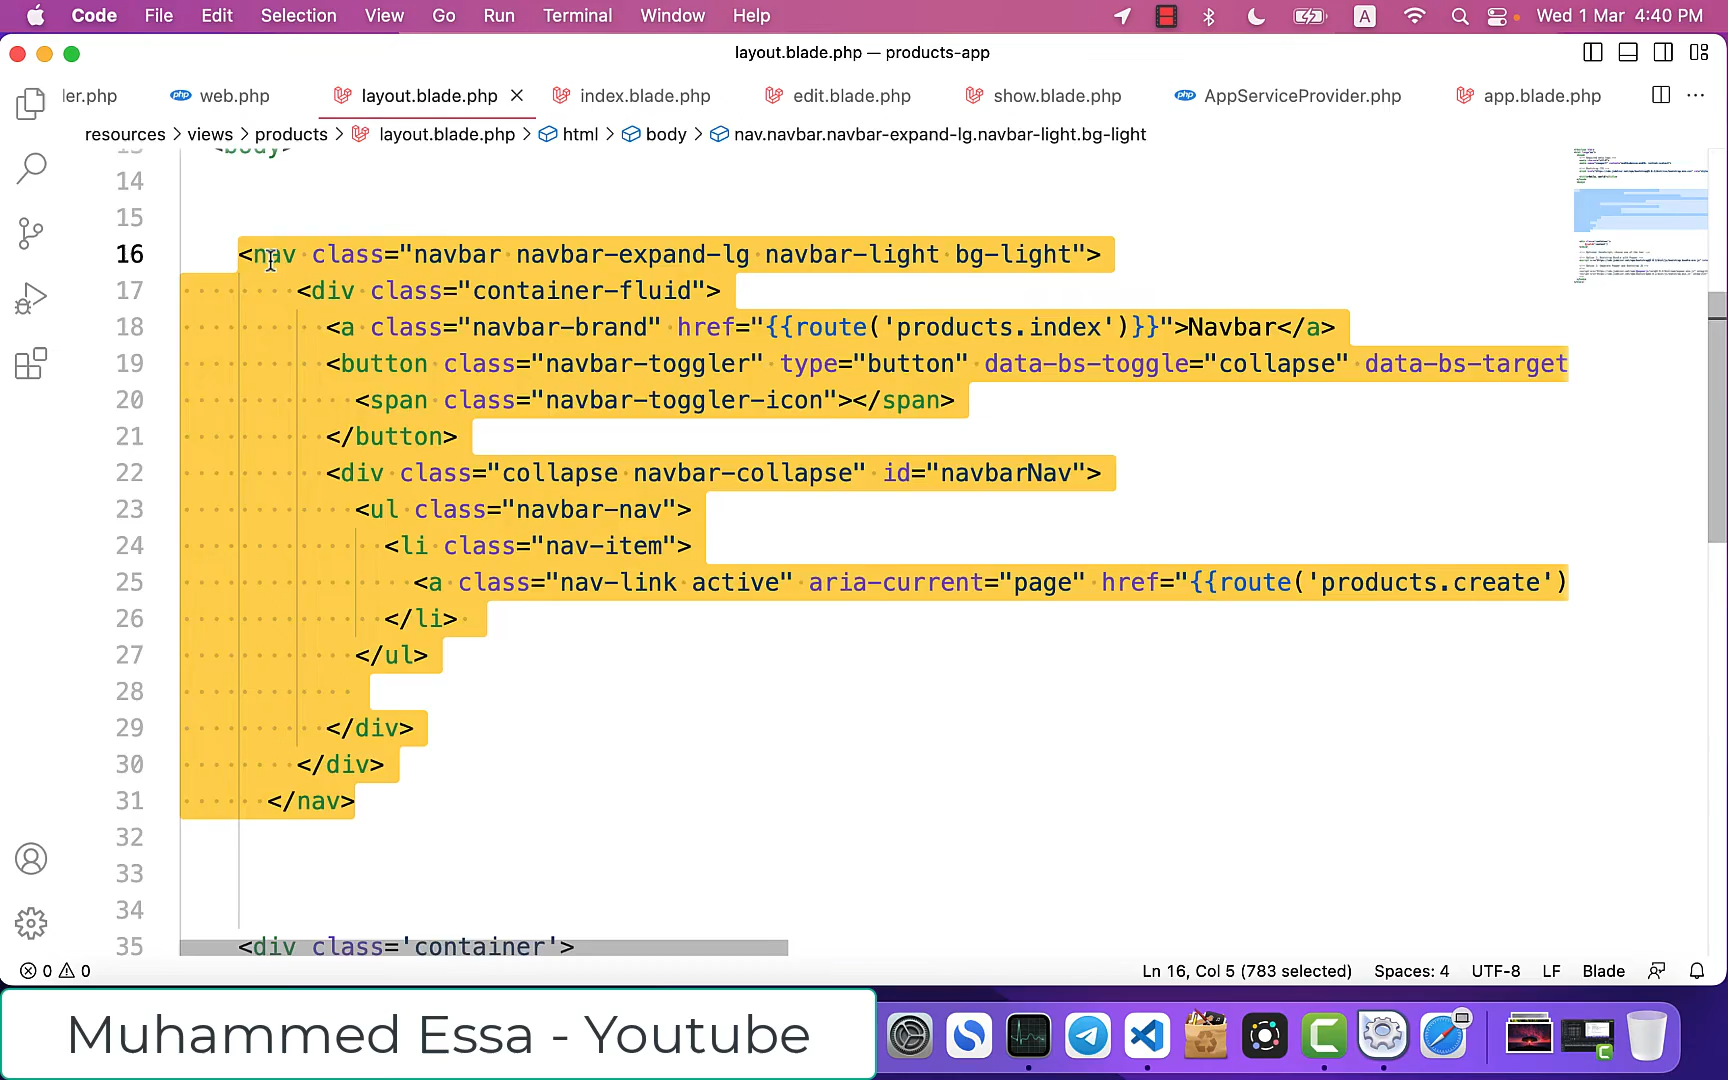 Code File Edit Selection View Go Run Terminal Window Help A Wed 1 Mar 4:40 PM
layout.blade.php — products-app
ler.php php web.php layout.blade.php index.blade.php edit.blade.php show.blade.php php AppServiceProvider.php app.blade.php
resources > views > products > layout.blade.php > html > body > nav.navbar.navbar-expand-lg.navbar-light.bg-light
13 <body>
14
15
16 <nav class="navbar navbar-expand-lg navbar-light bg-light">
17 <div class="container-fluid">
18 <a class="navbar-brand" href="{{route('products.index')}}">Navbar</a>
19 <button class="navbar-toggler" type="button" data-bs-toggle="collapse" data-bs-target
20 <span class="navbar-toggler-icon"></span>
21 </button>
22 <div class="collapse navbar-collapse" id="navbarNav">
23 <ul class="navbar-nav">
24 <li class="nav-item">
25 <a class="nav-link active" aria-current="page" href="{{route('products.create')
26 </li>
27 </ul>
28
29 </div>
30 </div>
31 </nav>
32
33
34
35 <div class='container'>
0 0 Ln 16, Col 5 (783 selected) Spaces: 4 UTF-8 LF Blade
Muhammed Essa - Youtube